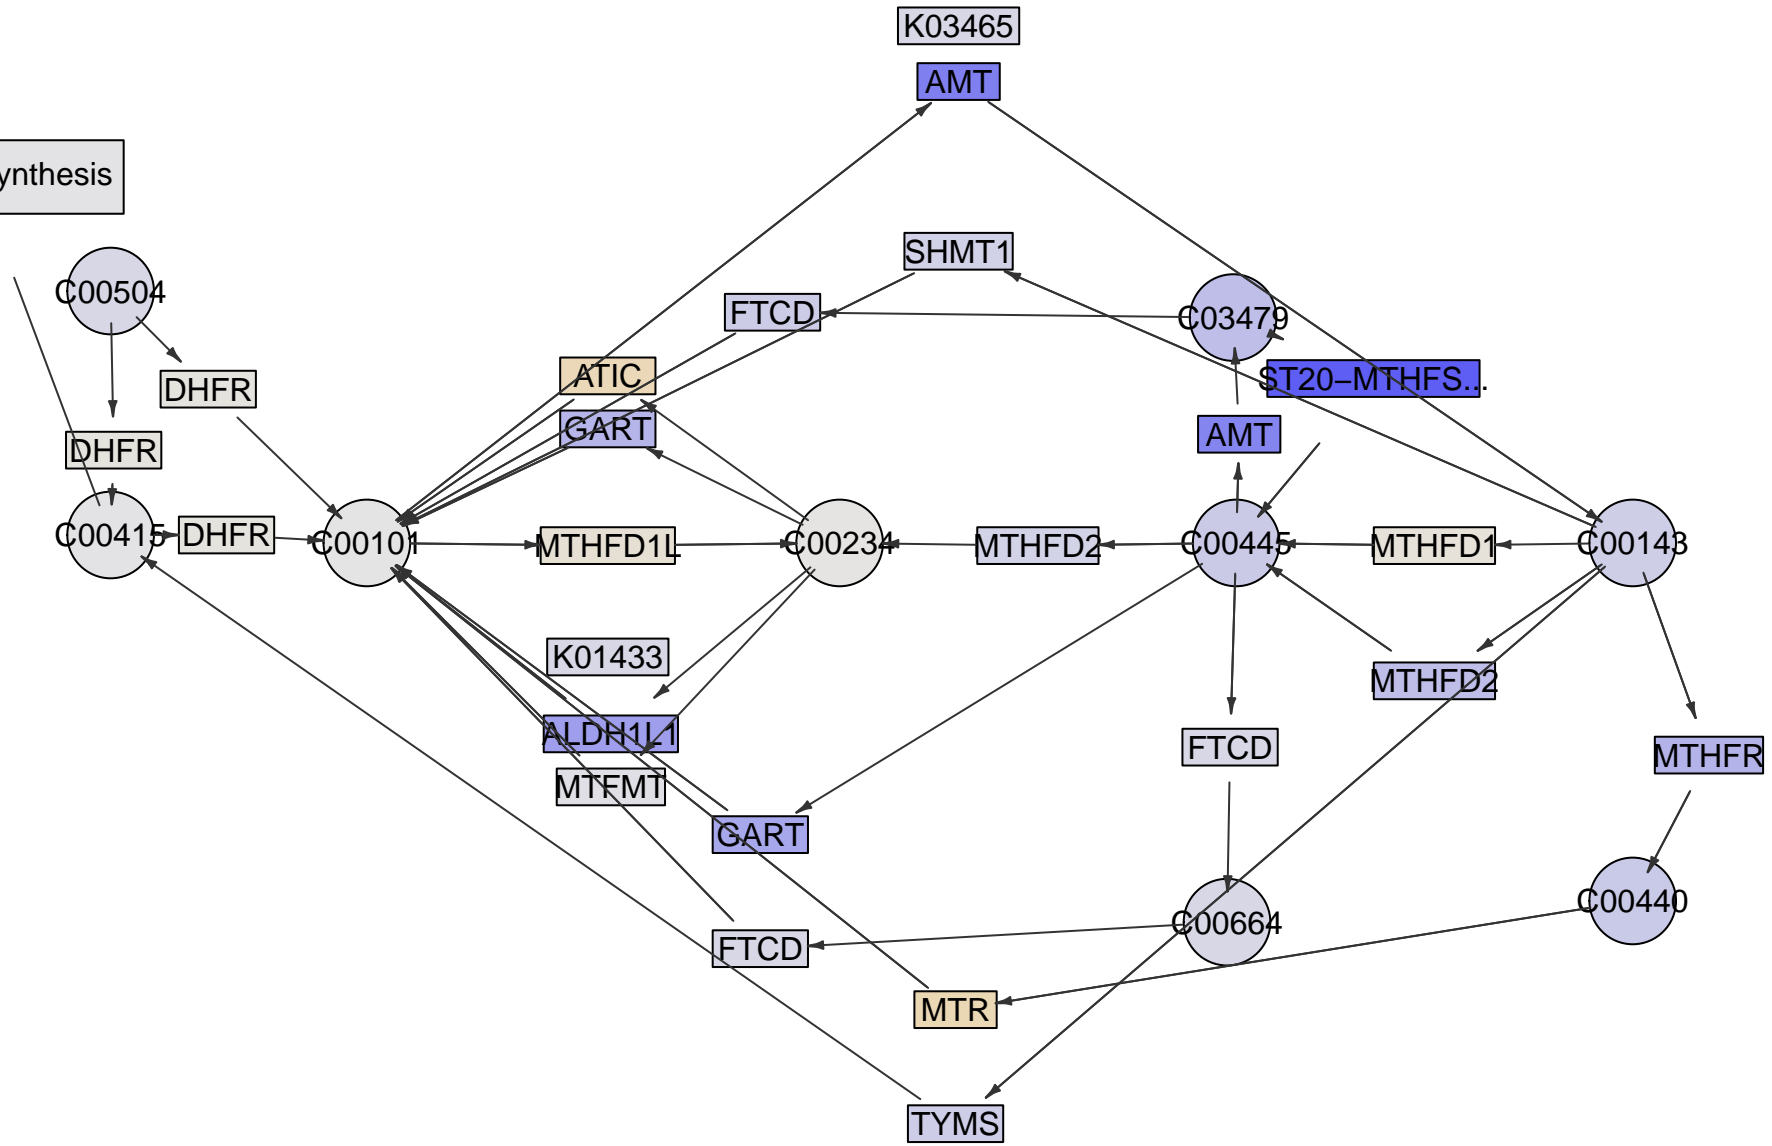 K03465
AMT
ynthesis
SHMT1
C00504
FTCD
C03479
DHFR
ATIC
ST20−MTHFS...
GART
AMT
DHFR
C00415
DHFR
C00101
MTHFD1L
C00234
MTHFD2
C00445
MTHFD1
C00143
K01433
MTHFD2
ALDH1L1
FTCD
MTHFR
MTFMT
GART
C00440
C00664
FTCD
MTR
TYMS